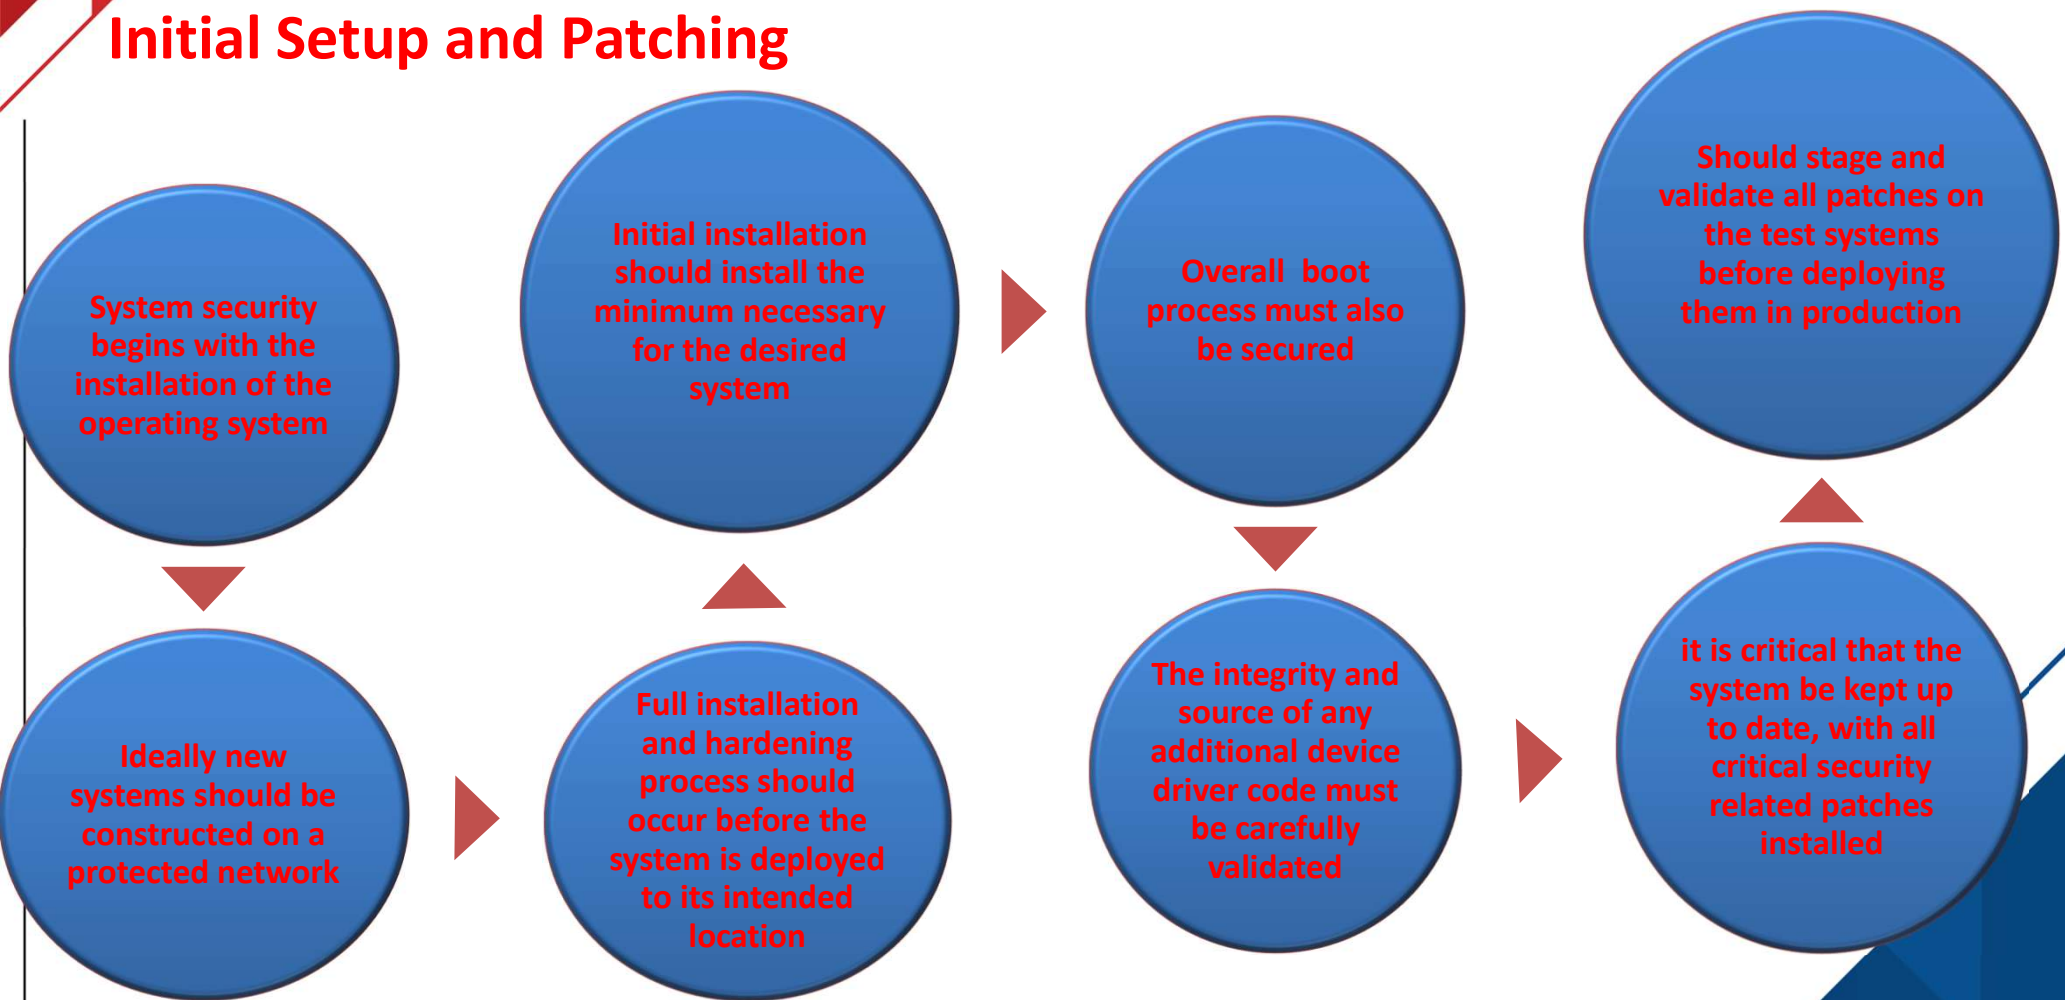 Initial Setup and Patching
System security
begins with the
installation of the
operating system
Ideally new
systems should be
constructed on a
protected network
Full installation
and hardening
process should
occur before the
system is deployed
to its intended
location
Initial installation
should install the
minimum necessary
for the desired
system
Overall boot
process must also
be secured
The integrity and
source of any
additional device
driver code must
be carefully
validated
it is critical that the
system be kept up
to date, with all
critical security
related patches
installed
Should stage and
validate all patches on
the test systems
before deploying
them in production